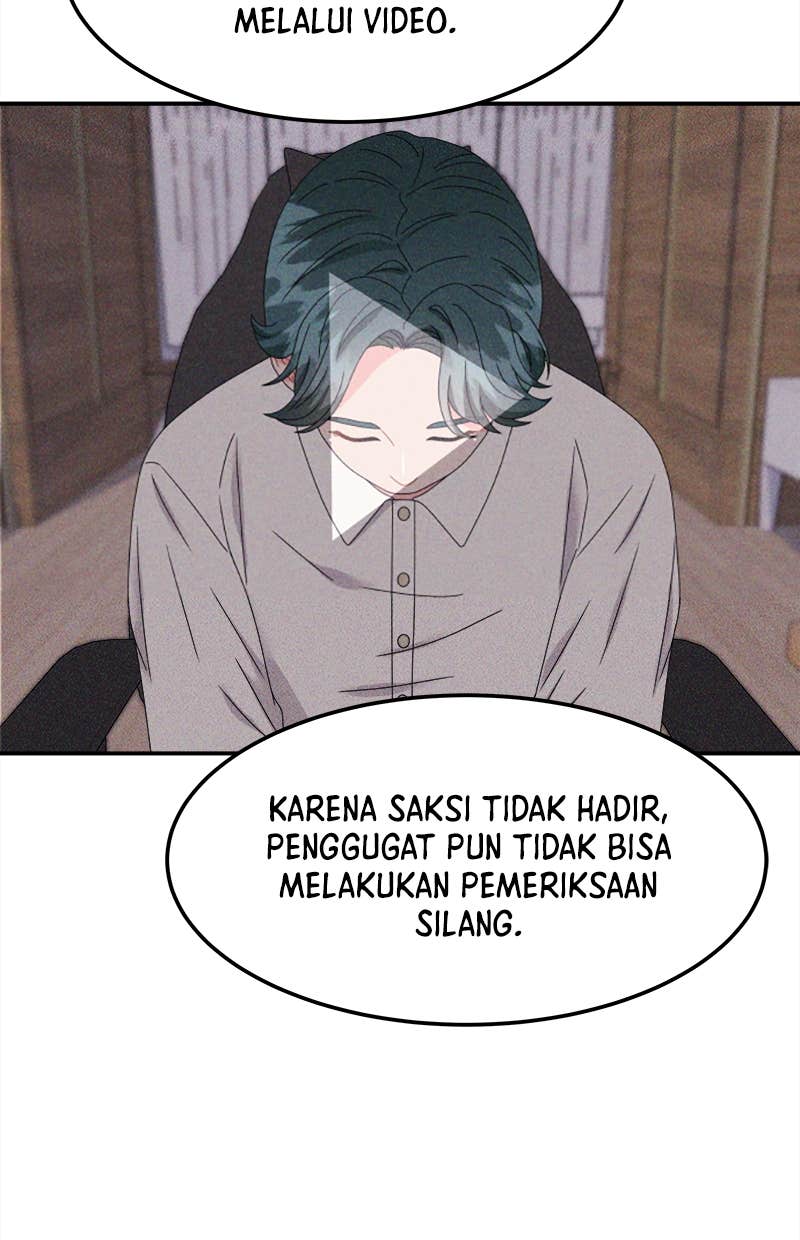 MELALUI VIDEO.
KARENA SAKSI TIDAK HADIR,
PENGGUGAT PUN TIDAK BISA
MELAKUKAN PEMERIKSAAN
SILANG.